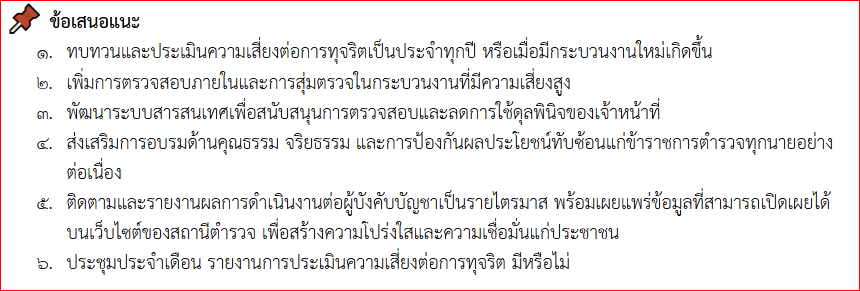 ข้อเสนอแนะ
๑. ทบทวนและประเมินความเสี่ยงต่อการทุจริตเป็นประจำทุกปี หรือเมื่อมีกระบวนงานใหม่เกิดขึ้น
๒. เพิ่มการตรวจสอบภายในและการสุ่มตรวจในกระบวนงานที่มีความเสี่ยงสูง
๓. พัฒนาระบบสารสนเทศเพื่อสนับสนุนการตรวจสอบและลดการใช้ดุลพินิจของเจ้าหน้าที่
๔. ส่งเสริมการอบรมด้านคุณธรรม จริยธรรม และการป้องกันผลประโยชน์ทับซ้อนแก่ข้าราชการตำรวจทุกนายอย่าง
ต่อเนื่อง
๕. ติดตามและรายงานผลการดำเนินงานต่อผู้บังคับบัญชาเป็นรายไตรมาส พร้อมเผยแพร่ข้อมูลที่สามารถเปิดเผยได้
บนเว็บไซต์ของสถานีตำรวจ เพื่อสร้างความโปร่งใสและความเชื่อมั่นแก่ประชาชน
๖. ประชุมประจำเดือน รายงานการประเมินความเสี่ยงต่อการทุจริต มีหรือไม่